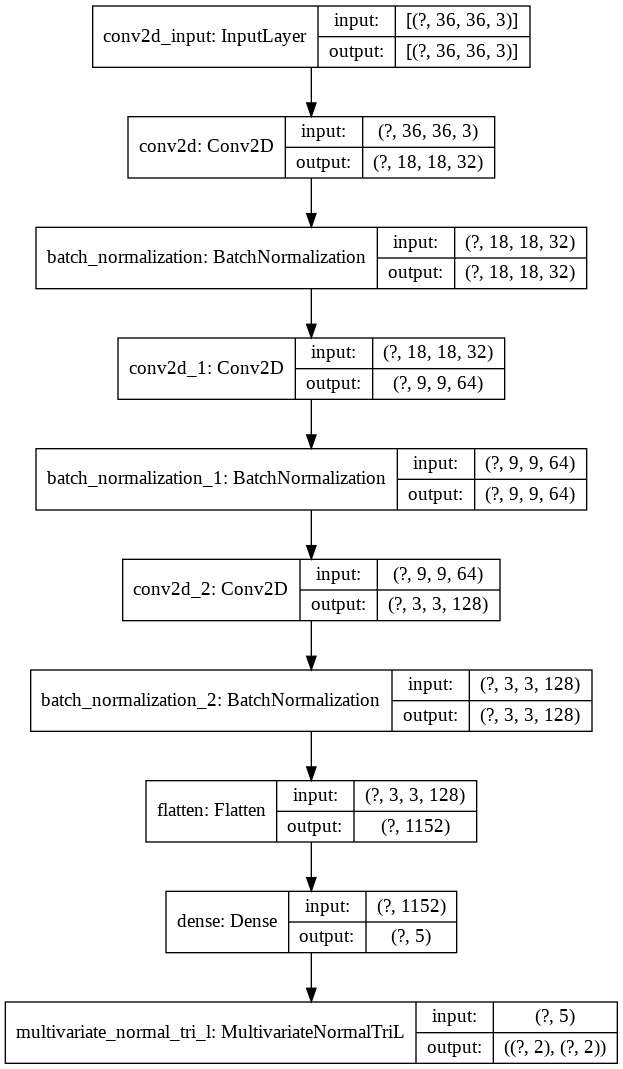 conv2d_input: InputLayer
input: [(?, 36, 36, 3)]
output: [(?, 36, 36, 3)]
conv2d: Conv2D
input: (?, 36, 36, 3)
output: (?, 18, 18, 32)
batch_normalization: BatchNormalization
input: (?, 18, 18, 32)
output: (?, 18, 18, 32)
conv2d_1: Conv2D
input: (?, 18, 18, 32)
output: (?, 9, 9, 64)
batch_normalization_1: BatchNormalization
input: (?, 9, 9, 64)
output: (?, 9, 9, 64)
conv2d_2: Conv2D
input: (?, 9, 9, 64)
output: (?, 3, 3, 128)
batch_normalization_2: BatchNormalization
input: (?, 3, 3, 128)
output: (?, 3, 3, 128)
flatten: Flatten
input: (?, 3, 3, 128)
output: (?, 1152)
dense: Dense
input: (?, 1152)
output: (?, 5)
multivariate_normal_tri_l: MultivariateNormalTriL
input: (?, 5)
output: ((?, 2), (?, 2))